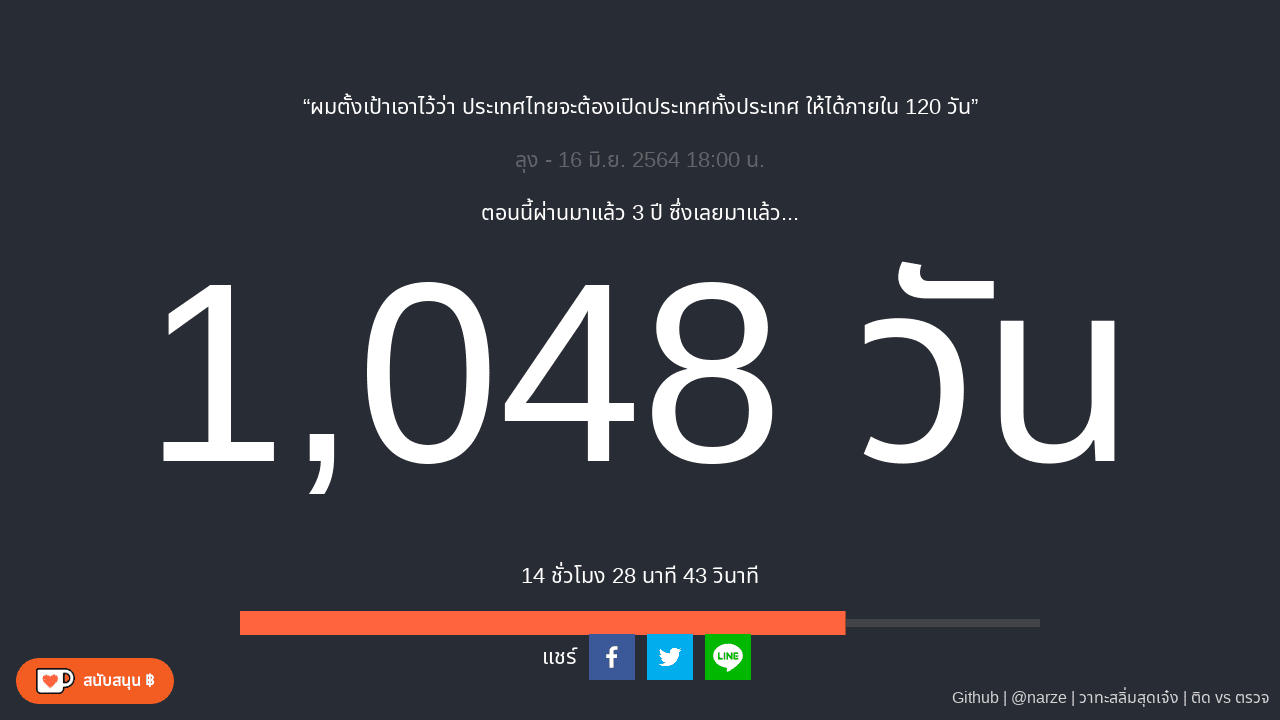 “ผมตั้งเป้าเอาไว้ว่า ประเทศไทยจะต้องเปิดประเทศทั้งประเทศ ให้ได้ภายใน 120 วัน”
ลุง - 16 มิ.ย. 2564 18:00 น.
ตอนนี้ผ่านมาแล้ว 3 ปี ซึ่งเลยมาแล้ว...
1,048 วัน
14 ชั่วโมง 28 นาที 43 วินาที
แชร์
LINE
สนับสนุน ฿
Github | @narze | วาทะสลิ่มสุดเจ๋ง | ติด vs ตรวจ